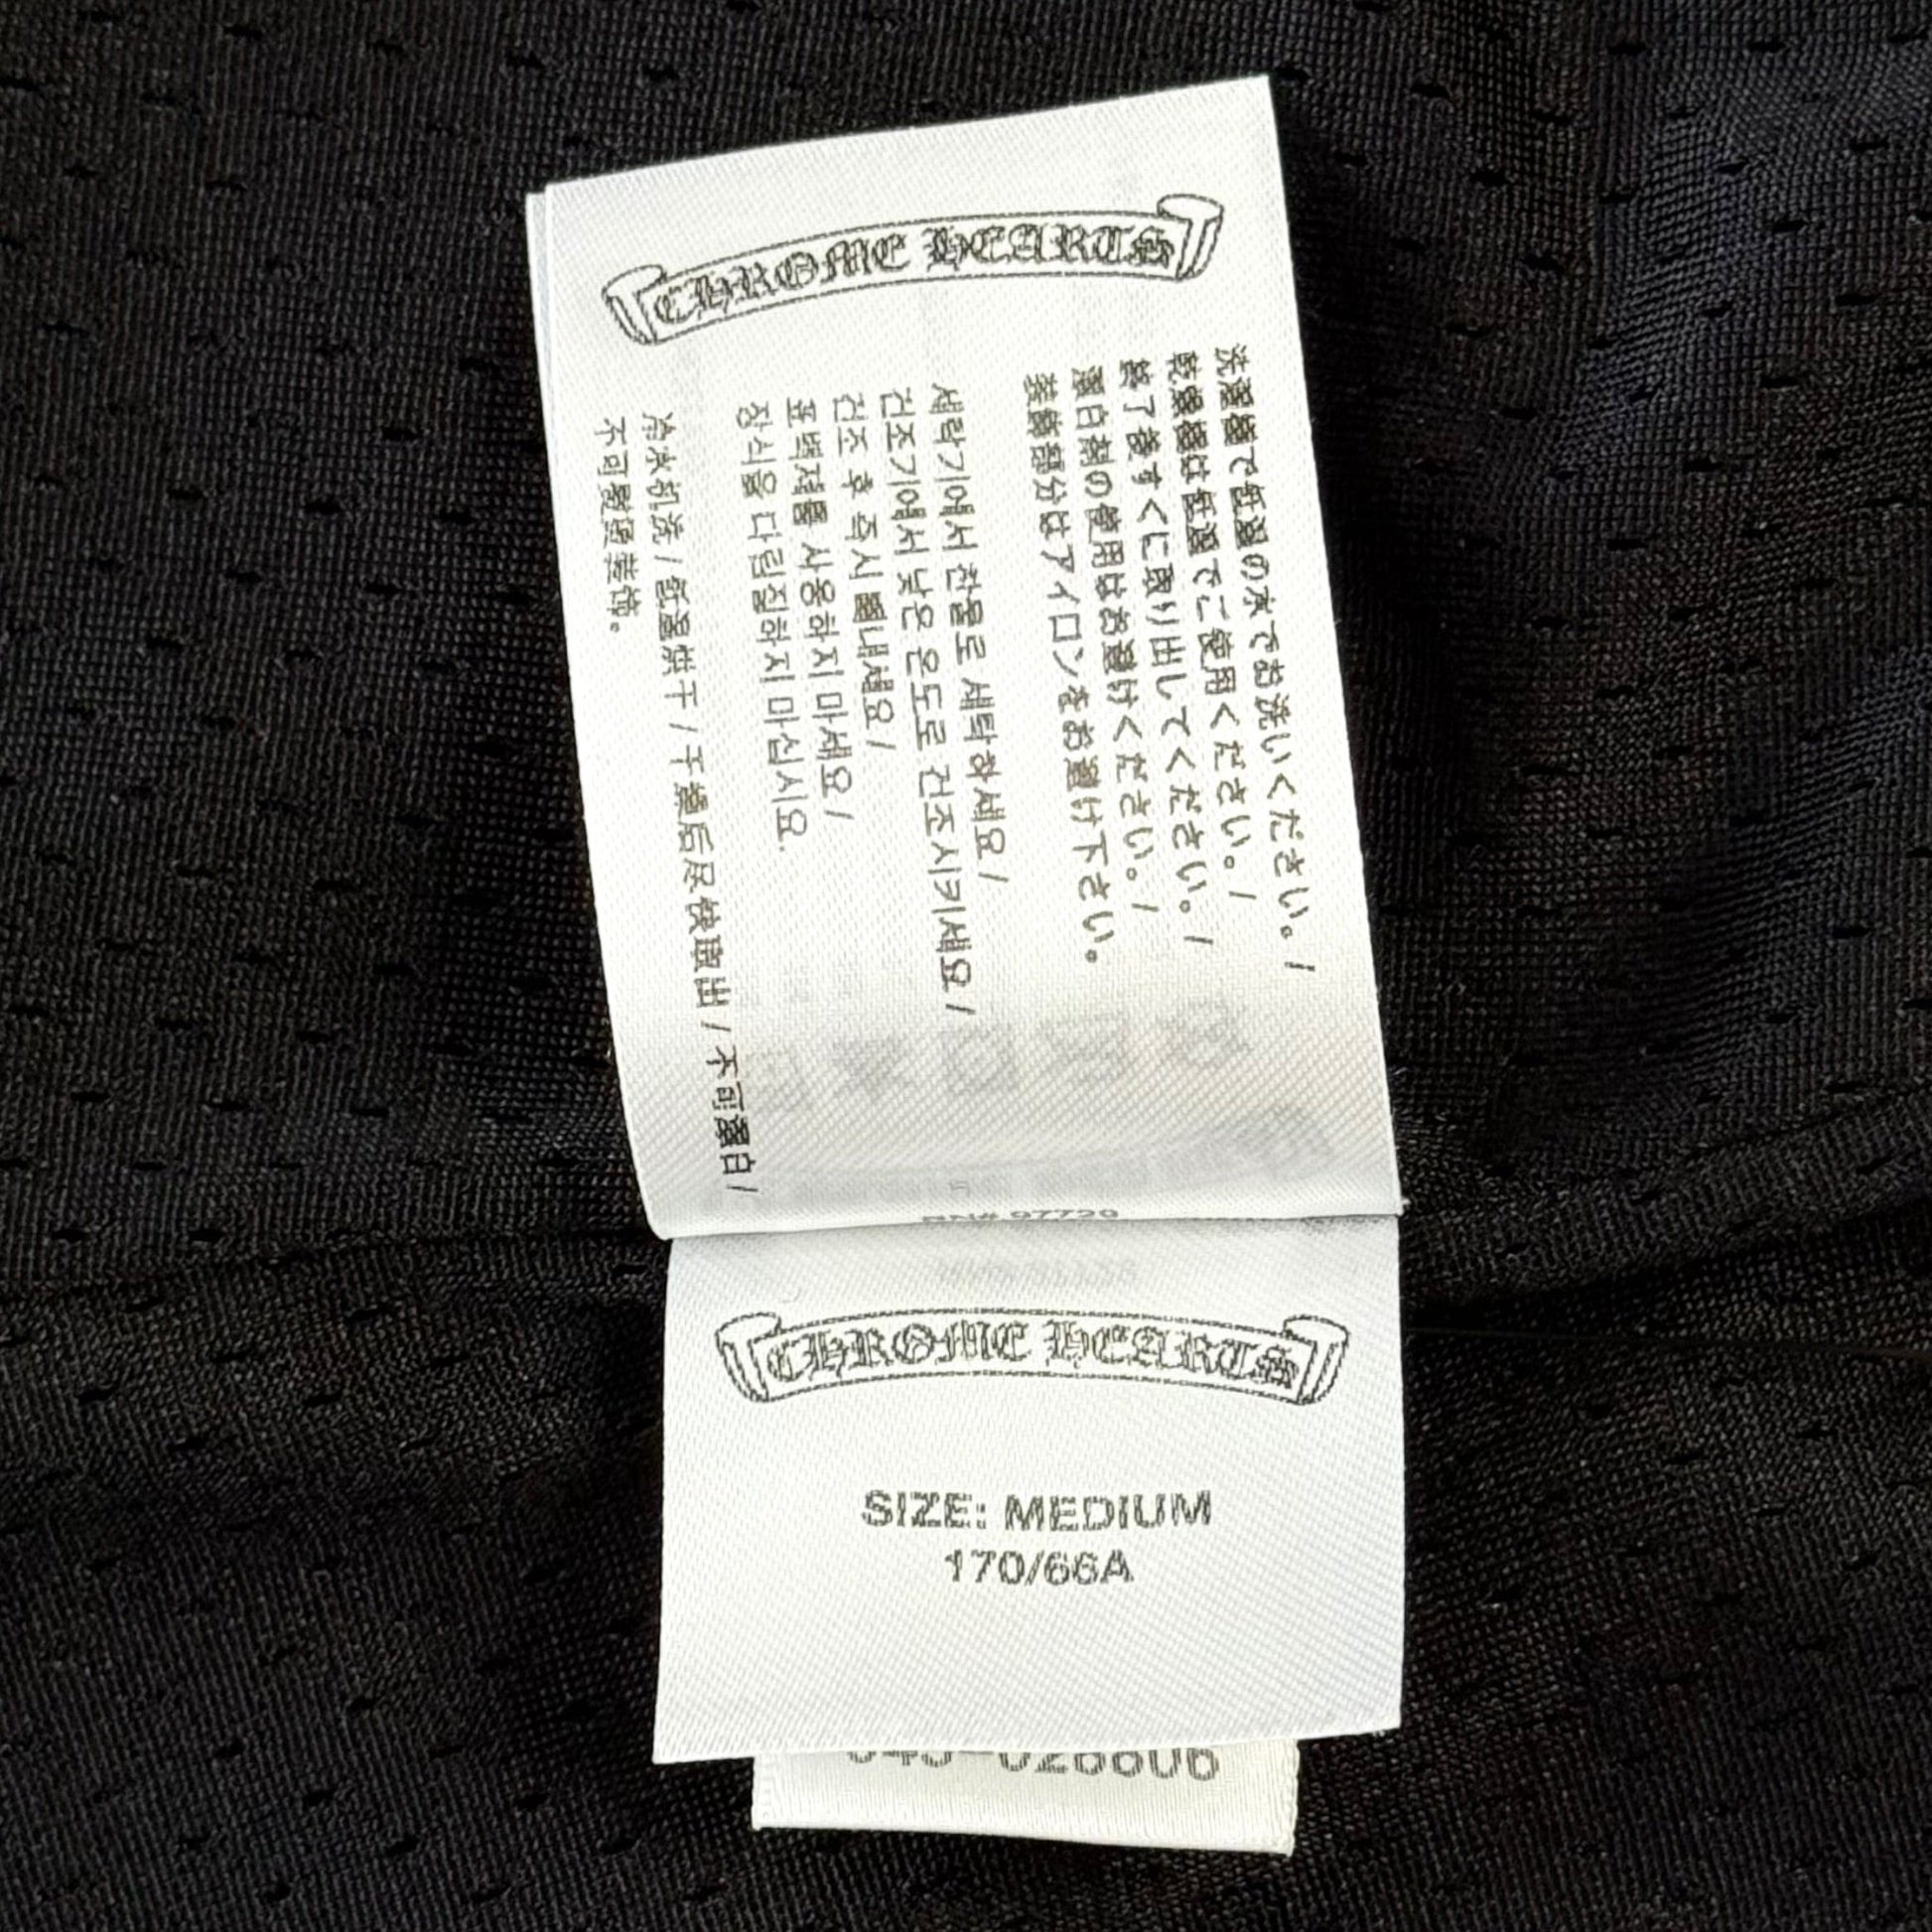 CHROME HEARTS
洗濯機で低温の水でお洗いください。/
乾燥機は低温でご使用ください。/
終了後すぐに取り出してください。/
漂白剤の使用はお避けください。/
装飾部分はアイロンをお避け下さい。
세탁기에서 찬물로 세탁하세요 /
건조기에서 낮은 온도로 건조시키세요 /
건조 후 즉시 빼내세요 /
표백제를 사용하지 마세요 /
장식을 다림질하지 마십시요.
冷水机洗 / 低温烘干 / 干燥后尽快取出 / 不可漂白 /
不可熨烫装饰。
RN# 97728
CHROME HEARTS
SIZE: MEDIUM
170/66A